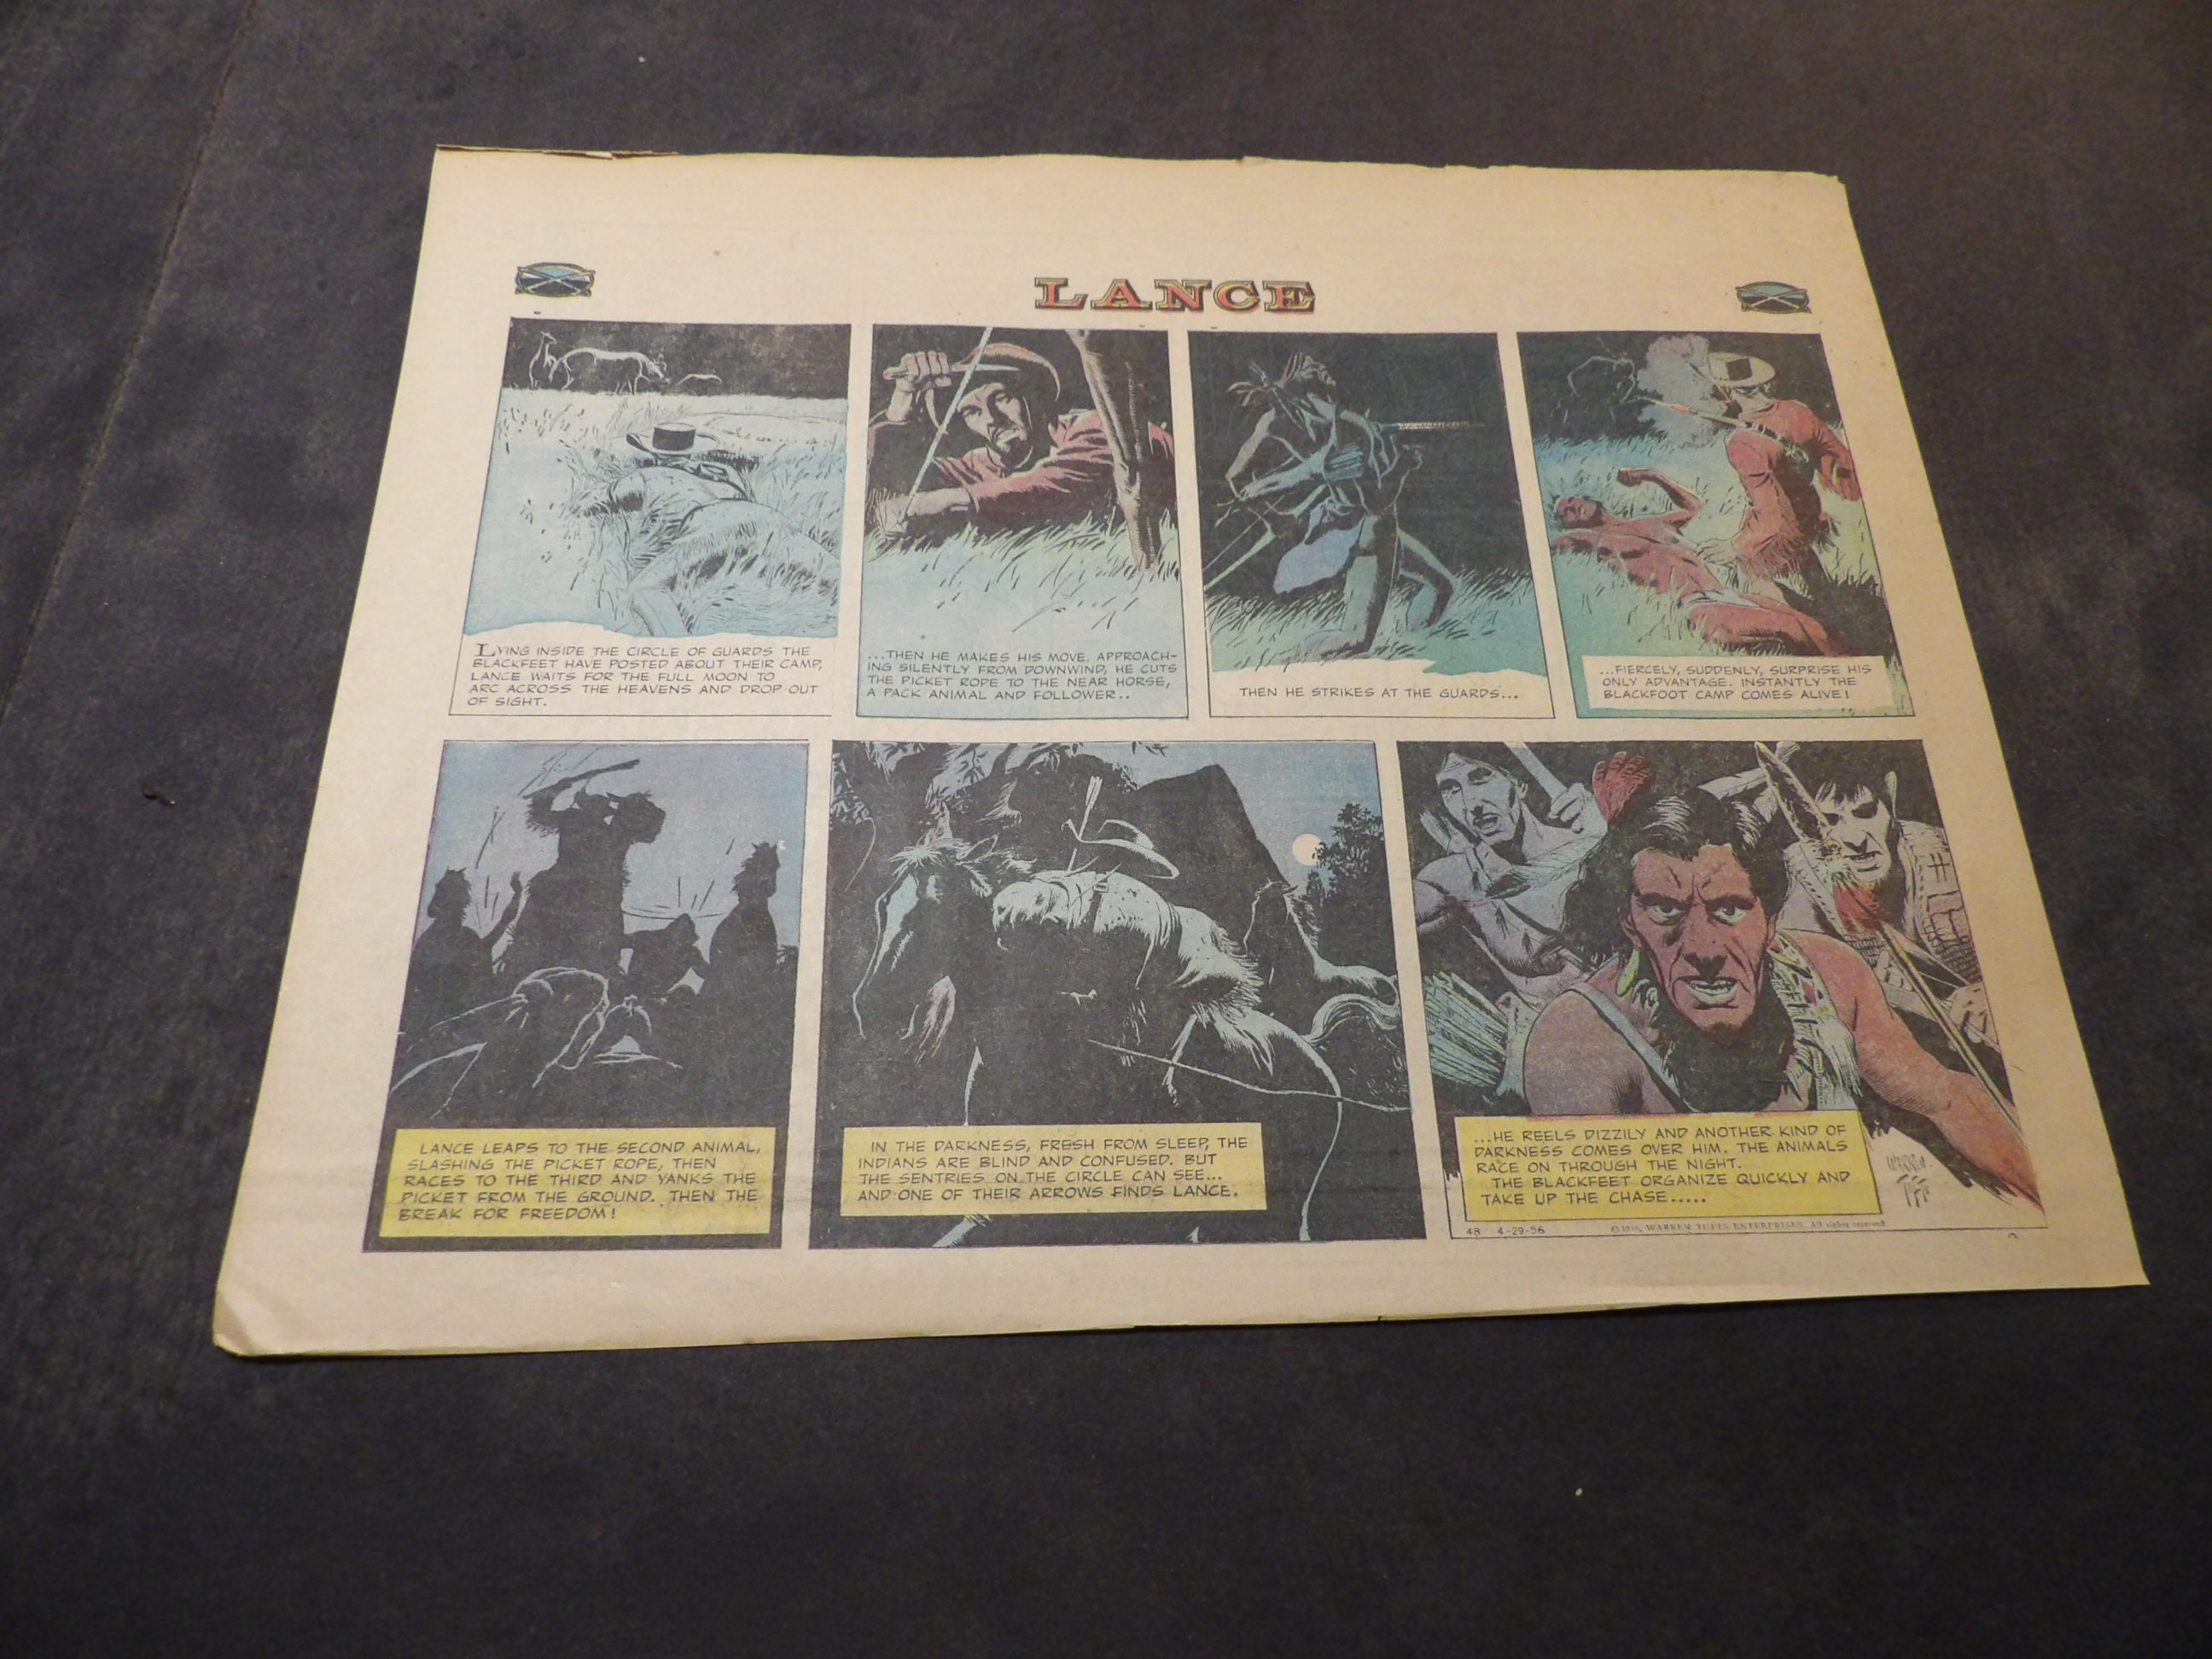 LANCE
LYING INSIDE THE CIRCLE OF GUARDS THE
BLACKFEET HAVE POSTED ABOUT THEIR CAMP,
LANCE WAITS FOR THE FULL MOON TO
ARC ACROSS THE HEAVENS AND DROP OUT
OF SIGHT.
...THEN HE MAKES HIS MOVE. APPROACH-
ING SILENTLY FROM DOWNWIND, HE CUTS
THE PICKET ROPE TO THE NEAR HORSE,
A PACK ANIMAL AND FOLLOWER..
THEN HE STRIKES AT THE GUARDS...
...FIERCELY, SUDDENLY, SURPRISE HIS
ONLY ADVANTAGE. INSTANTLY THE
BLACKFOOT CAMP COMES ALIVE!
LANCE LEAPS TO THE SECOND ANIMAL,
SLASHING THE PICKET ROPE, THEN
RACES TO THE THIRD AND YANKS THE
PICKET FROM THE GROUND. THEN THE
BREAK FOR FREEDOM!
IN THE DARKNESS, FRESH FROM SLEEP, THE
INDIANS ARE BLIND AND CONFUSED. BUT
THE SENTRIES ON THE CIRCLE CAN SEE...
AND ONE OF THEIR ARROWS FINDS LANCE.
...HE REELS DIZZILY AND ANOTHER KIND OF
DARKNESS COMES OVER HIM. THE ANIMALS
RACE ON THROUGH THE NIGHT.
THE BLACKFEET ORGANIZE QUICKLY AND
TAKE UP THE CHASE.....
WARREN
TUFTS
48 4-29-56
WARREN TUFTS ENTERPRISES. All rights reserved